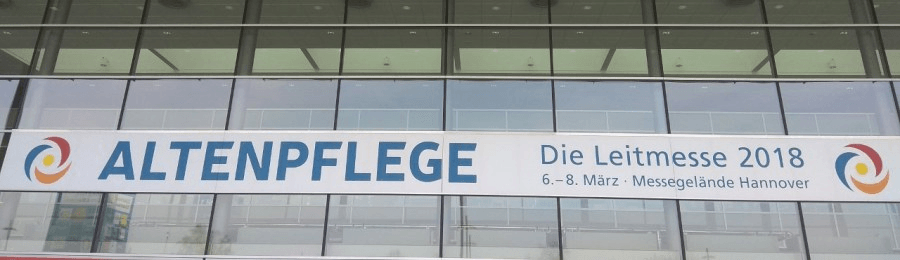 ALTENPFLEGE
Die Leitmesse 2018
6.–8. März · Messegelände Hannover